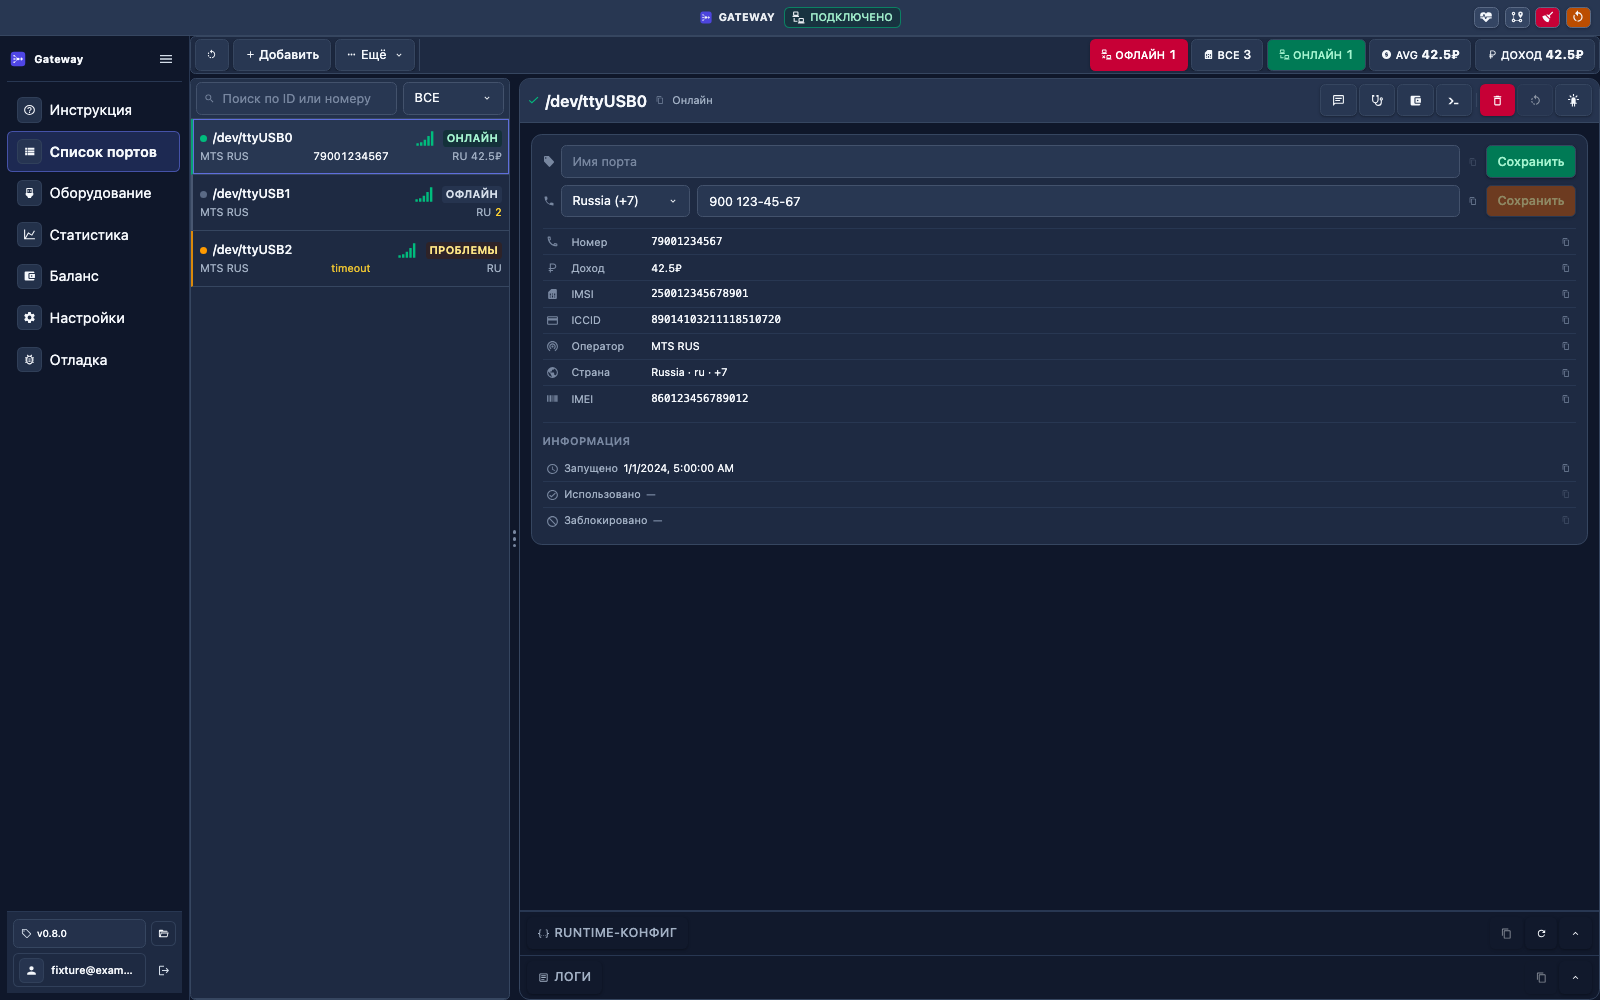 GATEWAY ПОДКЛЮЧЕНО
Gateway
Инструкция
Список портов
Оборудование
Статистика
Баланс
Настройки
Отладка
v0.8.0
fixture@exam...
+ Добавить
Ещё
ОФЛАЙН 1
ВСЕ 3
ОНЛАЙН 1
AVG 42.5₽
₽ ДОХОД 42.5₽
Поиск по ID или номеру
ВСЕ
/dev/ttyUSB0 ОНЛАЙН
MTS RUS 79001234567 RU 42.5₽
/dev/ttyUSB1 ОФЛАЙН
MTS RUS RU 2
/dev/ttyUSB2 ПРОБЛЕМЫ
MTS RUS timeout RU
/dev/ttyUSB0 Онлайн
Имя порта Сохранить
Russia (+7) 900 123-45-67 Сохранить
Номер 79001234567
Доход 42.5₽
IMSI 250012345678901
ICCID 89014103211118510720
Оператор MTS RUS
Страна Russia · ru · +7
IMEI 860123456789012
ИНФОРМАЦИЯ
Запущено 1/1/2024, 5:00:00 AM
Использовано —
Заблокировано —
RUNTIME-КОНФИГ
ЛОГИ